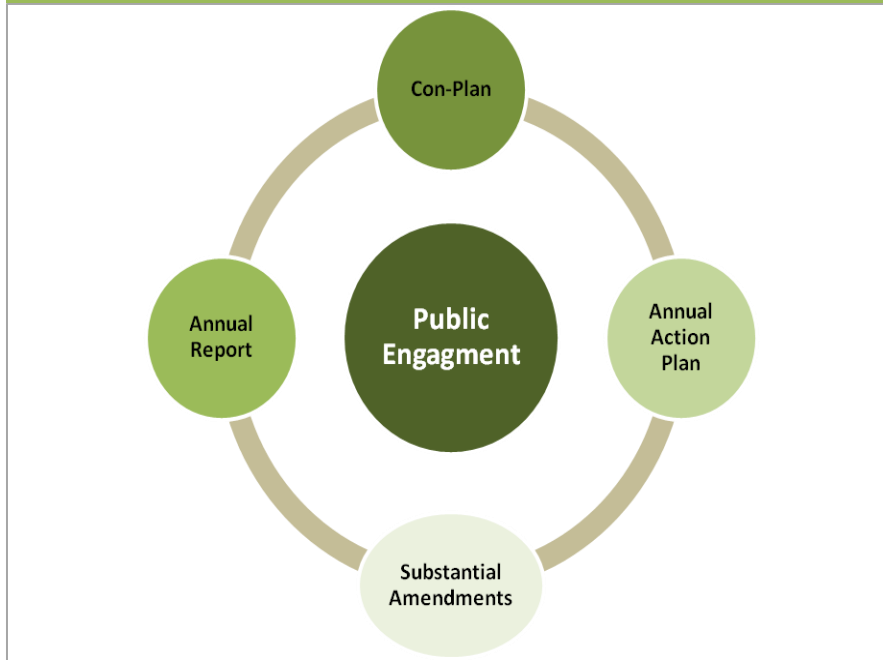 Con-Plan
Annual
Report
Public
Engagment
Annual
Action
Plan
Substantial
Amendments